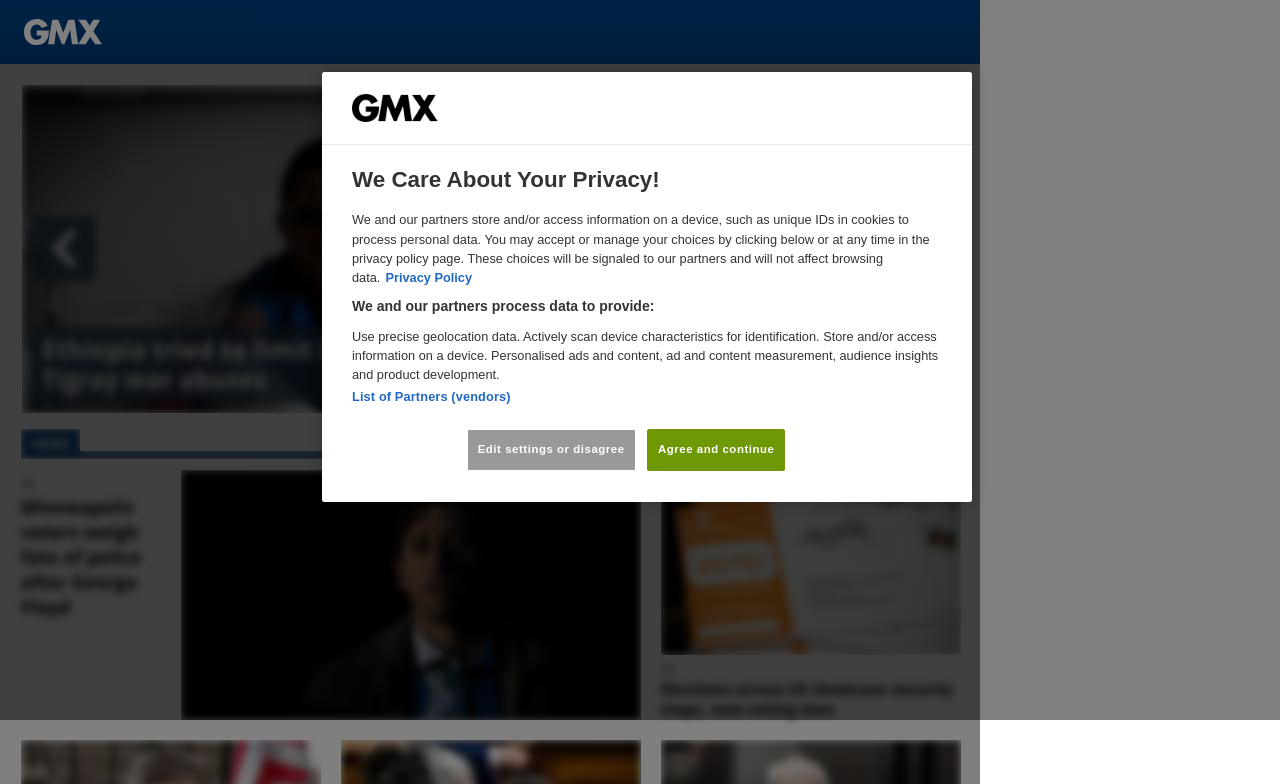 GMX
GMX
We Care About Your Privacy!
We and our partners store and/or access information on a device, such as unique IDs in cookies to
process personal data. You may accept or manage your choices by clicking below or at any time in the
privacy policy page. These choices will be signaled to our partners and will not affect browsing
data. Privacy Policy
We and our partners process data to provide:
Use precise geolocation data. Actively scan device characteristics for identification. Store and/or access
information on a device. Personalised ads and content, ad and content measurement, audience insights
and product development.
List of Partners (vendors)
Edit settings or disagree
Agree and continue
Ethiopia tried to limit
Tigray war abuses
NEWS
Minneapolis
voters weigh
fate of police
after George
Floyd
Elections across US showcase security
steps, new voting laws